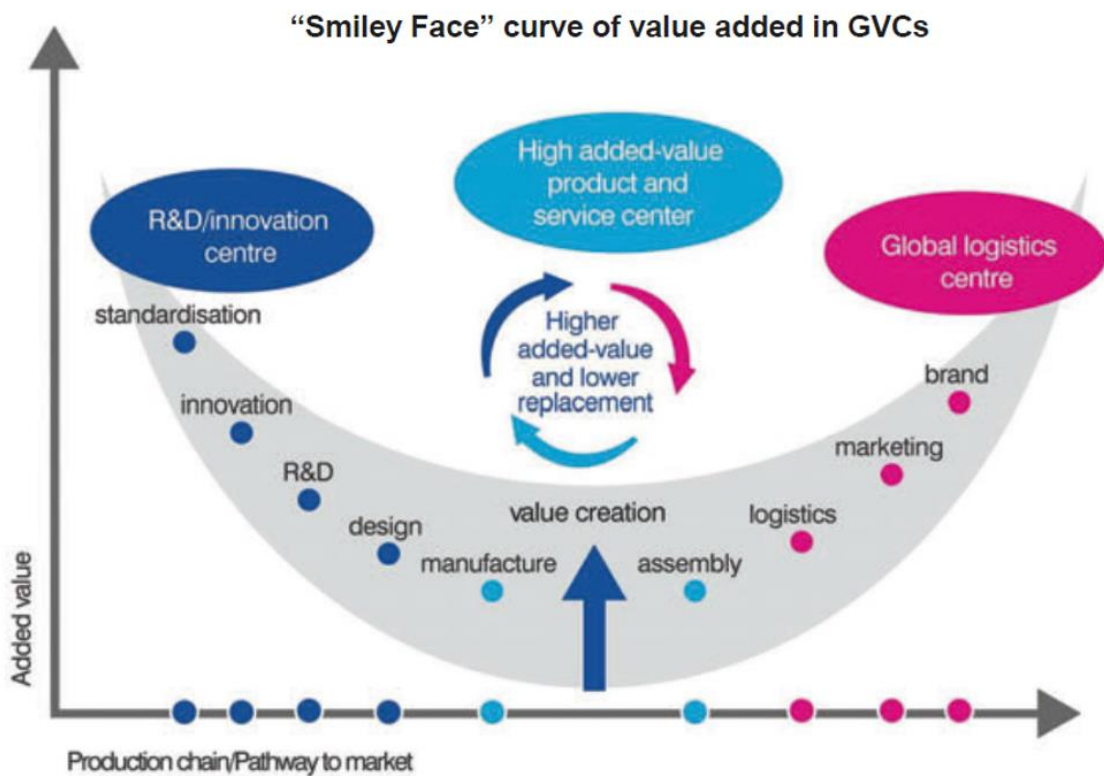 “Smiley Face” curve of value added in GVCs
High added-value
product and
service center
R&D/innovation
centre
Global logistics
centre
standardisation
Higher
added-value
and lower
replacement
brand
innovation
marketing
R&D
value creation
logistics
design
manufacture
assembly
Added value
Production chain/Pathway to market